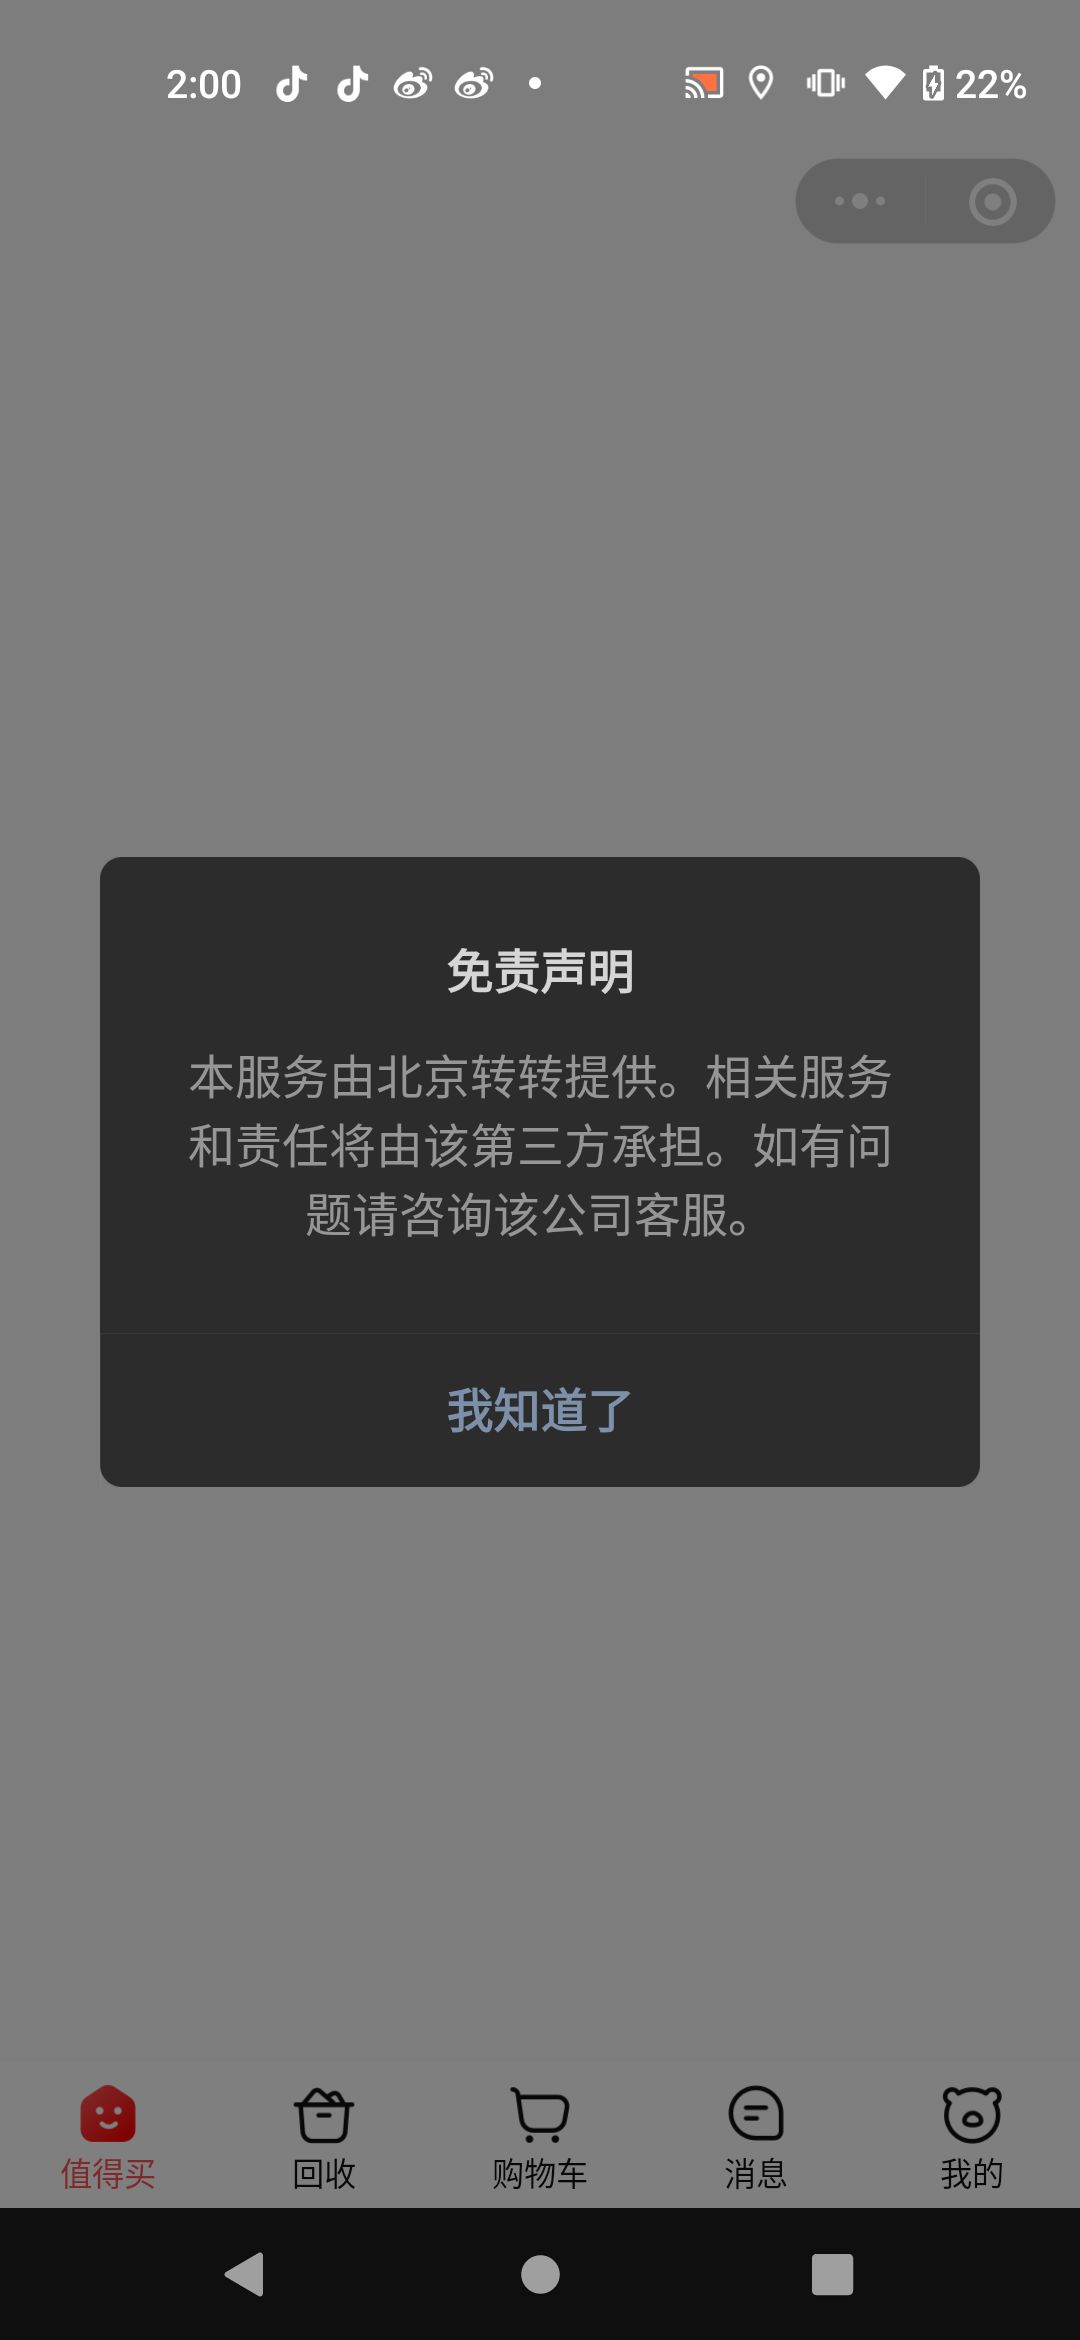 2:00
22%
免责声明
本服务由北京转转提供。相关服务
和责任将由该第三方承担。如有问
题请咨询该公司客服。
我知道了
值得买
回收
购物车
消息
我的